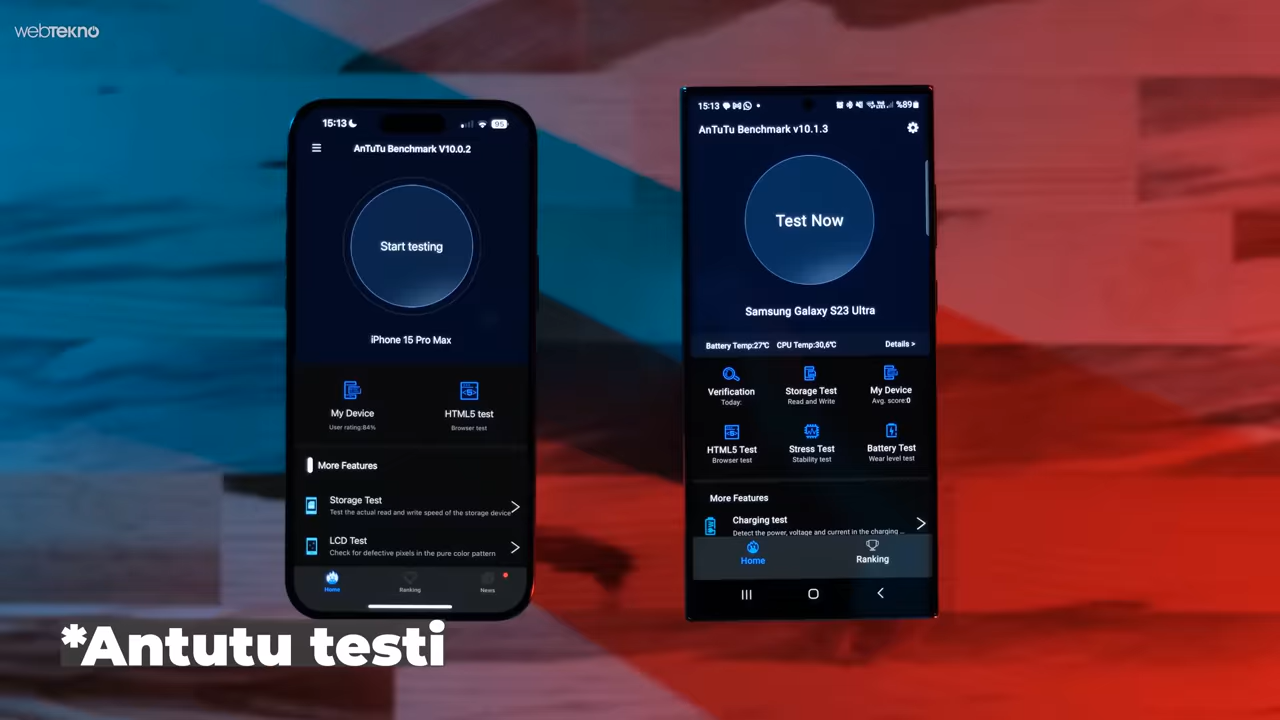 webtekno
15:13
95
AnTuTu Benchmark V10.0.2
Start testing
iPhone 15 Pro Max
My Device
User rating:84%
HTML5 test
Browser test
More Features
Storage Test
Test the actual read and write speed of the storage device
LCD Test
Check for defective pixels in the pure color pattern
Home
Ranking
News
15:13
%89
AnTuTu Benchmark v10.1.3
Test Now
Samsung Galaxy S23 Ultra
Battery Temp:27°C CPU Temp:30,6°C Details >
Verification
Today:
Storage Test
Read and Write
My Device
Avg. score:0
HTML5 Test
Browser test
Stress Test
Stability test
Battery Test
Wear level test
More Features
Charging test
Detect the power, voltage and current in the charging ...
Home
Ranking
*Antutu testi